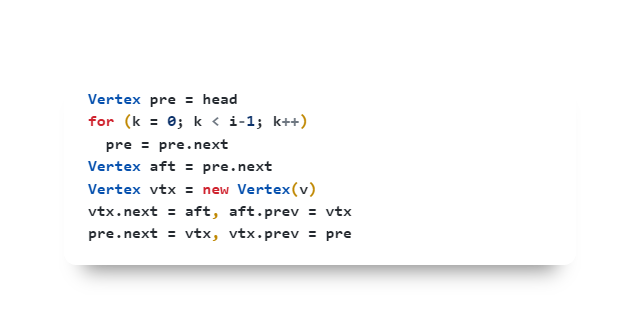 Vertex pre = head
for (k = 0; k < i-1; k++)
  pre = pre.next
Vertex aft = pre.next
Vertex vtx = new Vertex(v)
vtx.next = aft, aft.prev = vtx
pre.next = vtx, vtx.prev = pre